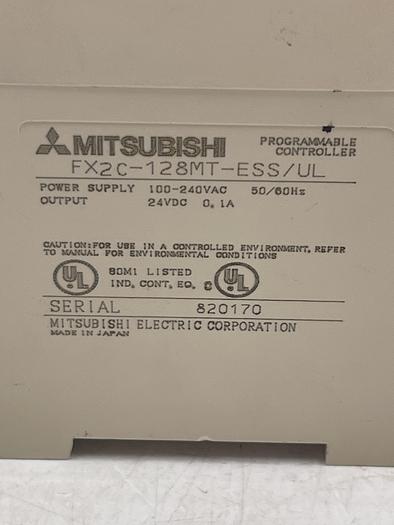 MITSUBISHI
PROGRAMMABLE
CONTROLLER
FX2C-128MT-ESS/UL
POWER SUPPLY 100-240VAC 50/60Hz
OUTPUT 24VDC 0.1A
CAUTION:FOR USE IN A CONTROLLED ENVIRONMENT. REFER
TO MANUAL FOR ENVIRONMENTAL CONDITIONS
UL 80M1 LISTED
IND. CONT. EQ. C UL
SERIAL 820170
MITSUBISHI ELECTRIC CORPORATION
MADE IN JAPAN